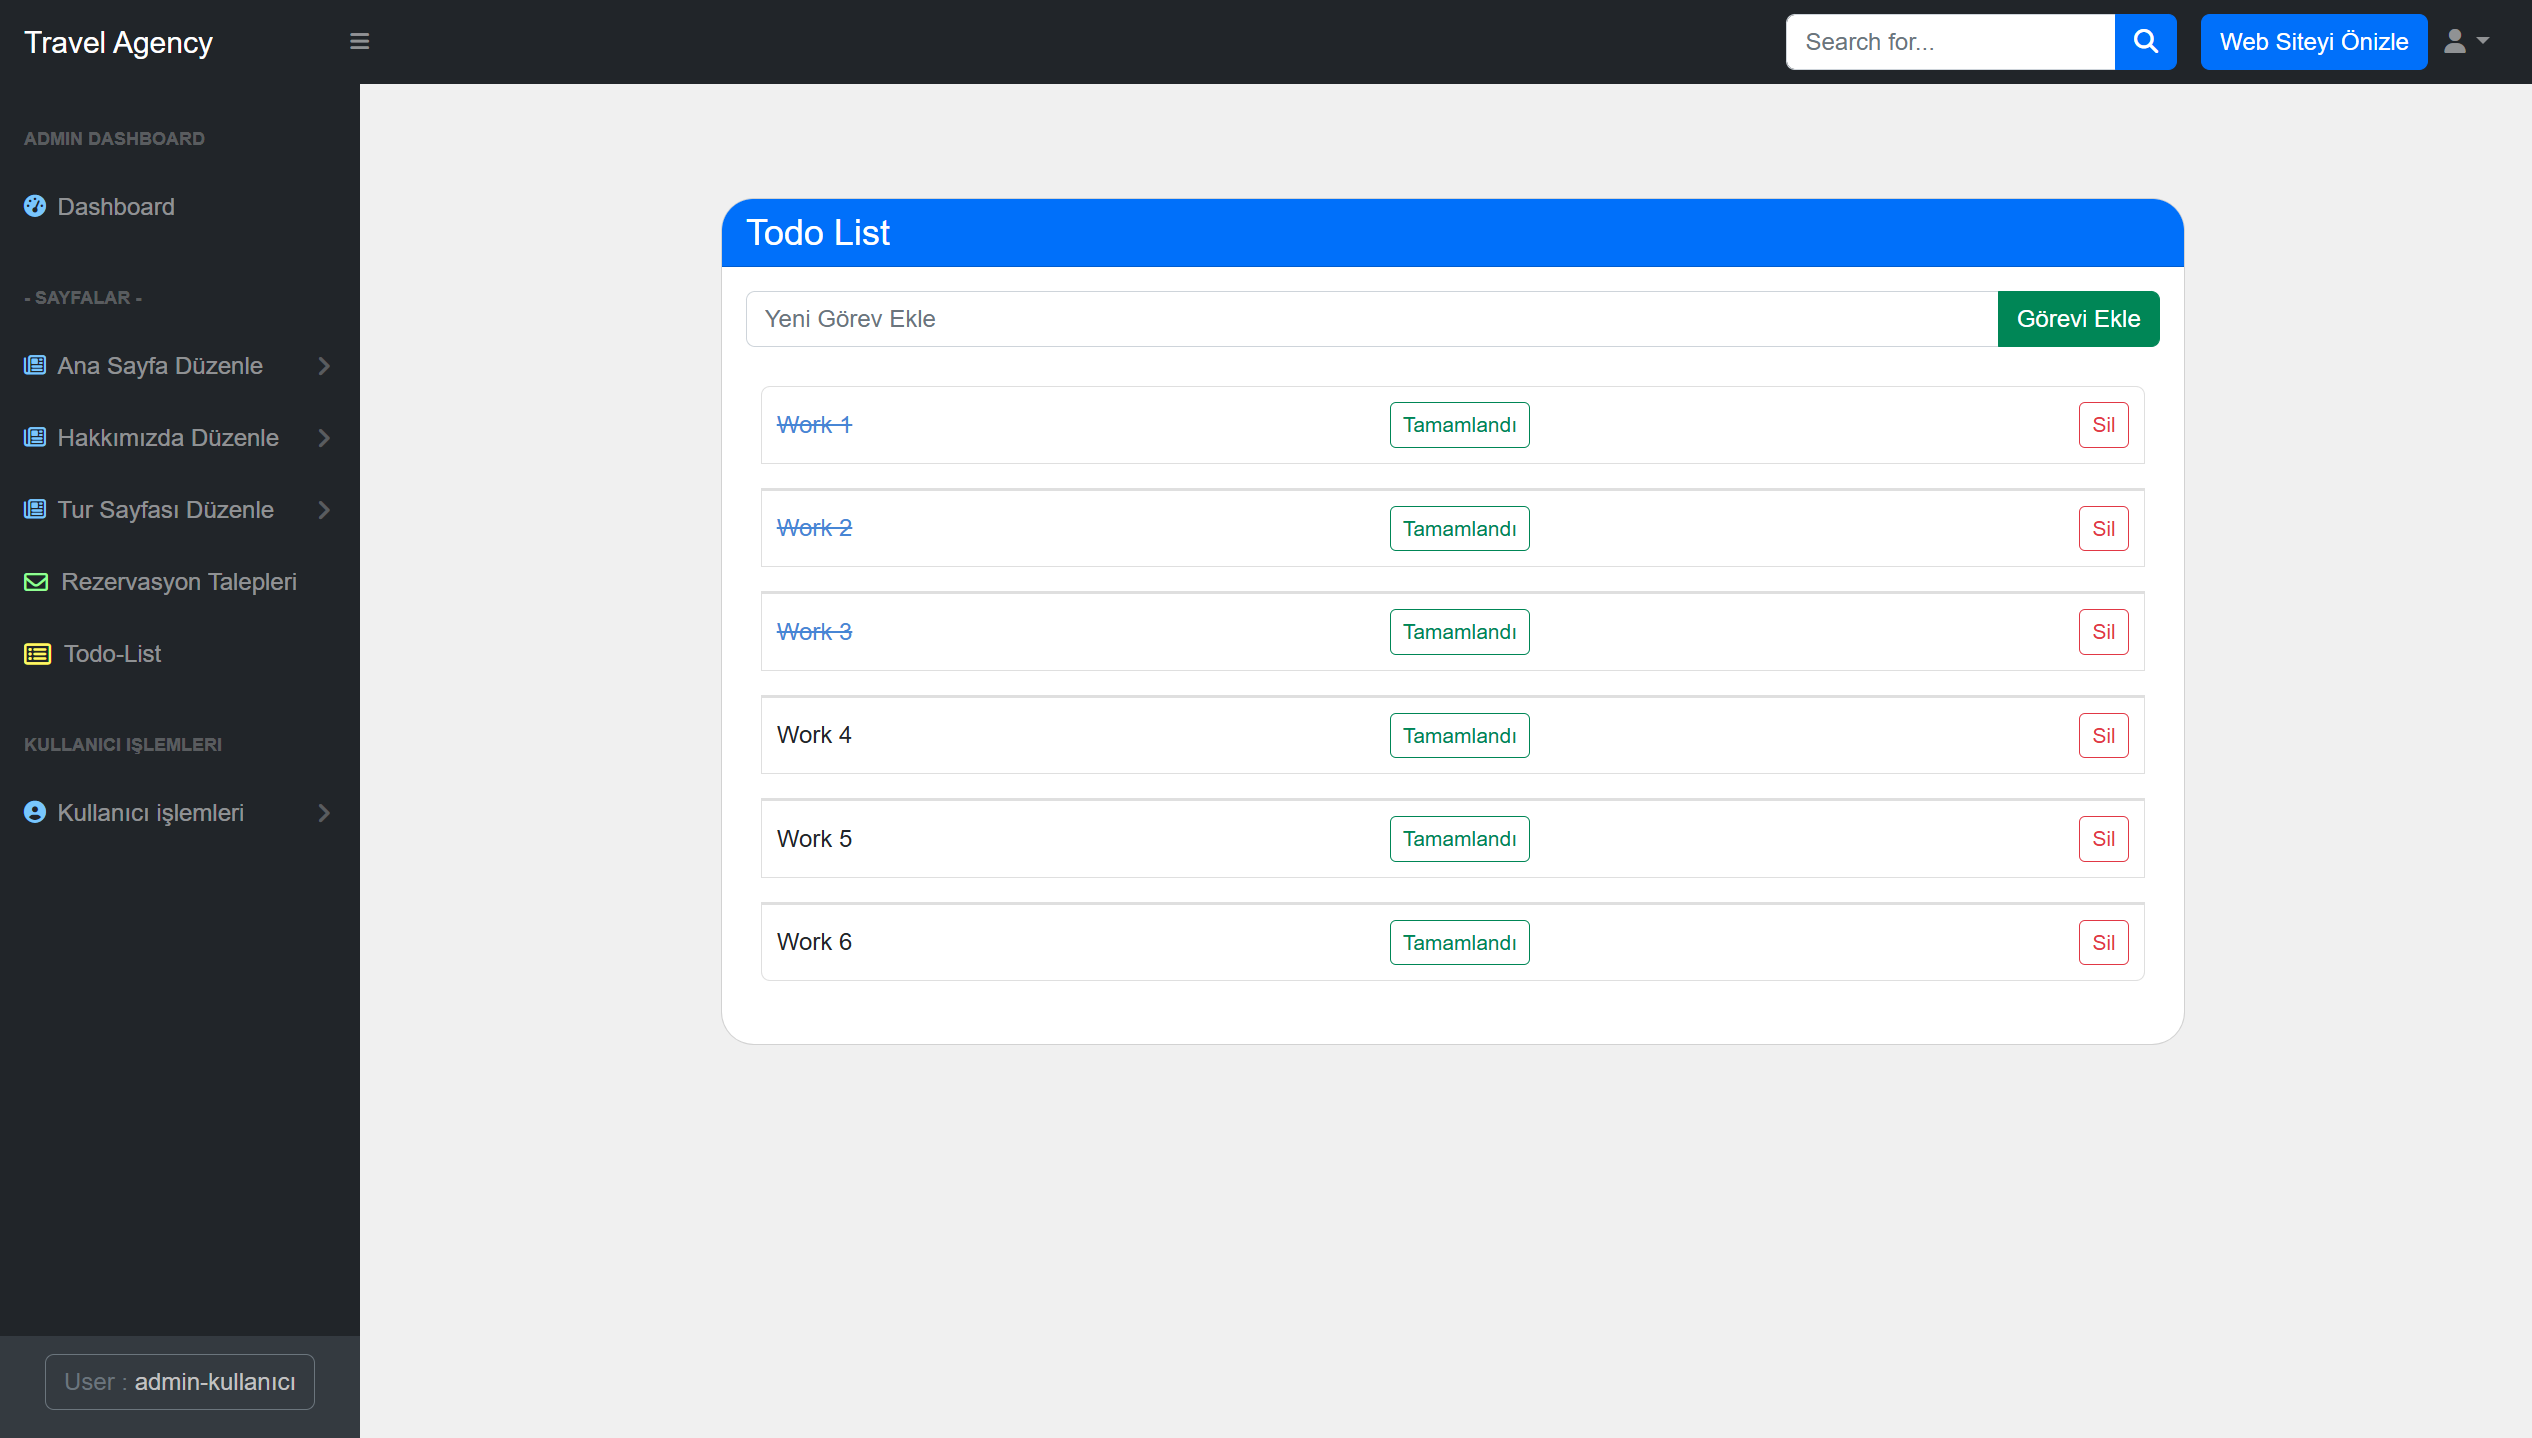 Travel Agency
Search for...
Web Siteyi Önizle
ADMIN DASHBOARD
Dashboard
- SAYFALAR -
Ana Sayfa Düzenle
Hakkımızda Düzenle
Tur Sayfası Düzenle
Rezervasyon Talepleri
Todo-List
KULLANICI IŞLEMLERI
Kullanıcı işlemleri
User : admin-kullanıcı
Todo List
Yeni Görev Ekle
Görevi Ekle
Work 1 Tamamlandı Sil
Work 2 Tamamlandı Sil
Work 3 Tamamlandı Sil
Work 4 Tamamlandı Sil
Work 5 Tamamlandı Sil
Work 6 Tamamlandı Sil